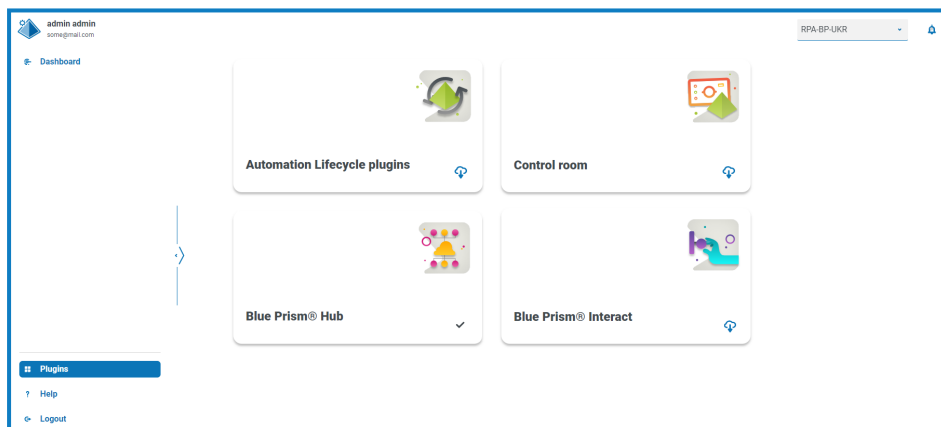 admin admin
some@mail.com
RPA-BP-UKR
Dashboard
Automation Lifecycle plugins
Control room
Blue Prism® Hub
Blue Prism® Interact
Plugins
? Help
Logout